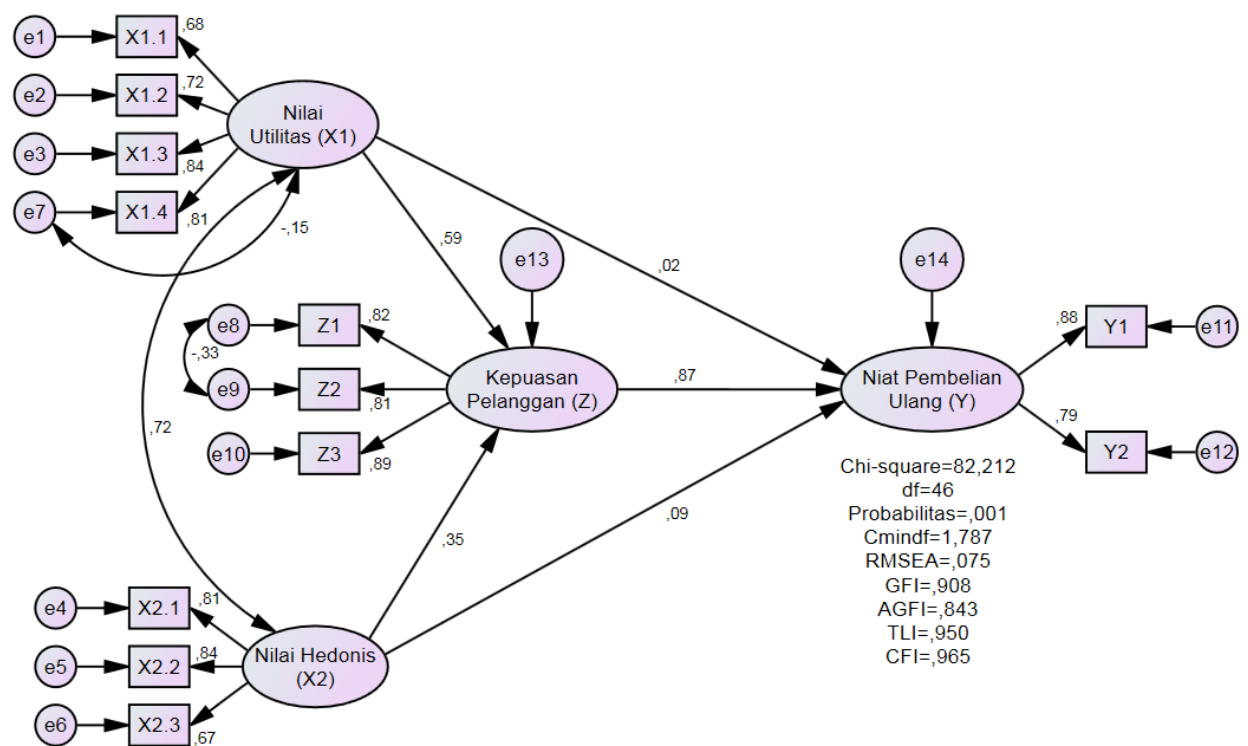 e1
X1.1
,68
e2
X1.2
,72
e3
X1.3
,84
e7
X1.4
,81
-,15
Nilai
Utilitas (X1)
,59
,02
e13
e14
e8
Z1
,82
-,33
e9
Z2
,81
e10
Z3
,89
Kepuasan
Pelanggan (Z)
,87
Niat Pembelian
Ulang (Y)
,88
Y1
e11
,79
Y2
e12
,72
,35
,09
Chi-square=82,212
df=46
Probabilitas=,001
Cmindf=1,787
RMSEA=,075
GFI=,908
AGFI=,843
TLI=,950
CFI=,965
e4
X2.1
,81
e5
X2.2
,84
e6
X2.3
,67
Nilai Hedonis
(X2)